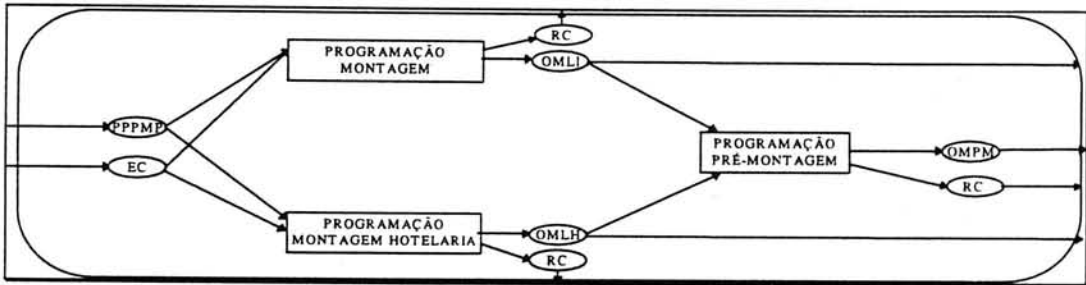 RC
PROGRAMAÇÃO
MONTAGEM
OMLI
PPPMP
EC
PROGRAMAÇÃO
PRÉ-MONTAGEM
OMPM
RC
PROGRAMAÇÃO
MONTAGEM HOTELARIA
OMLH
RC